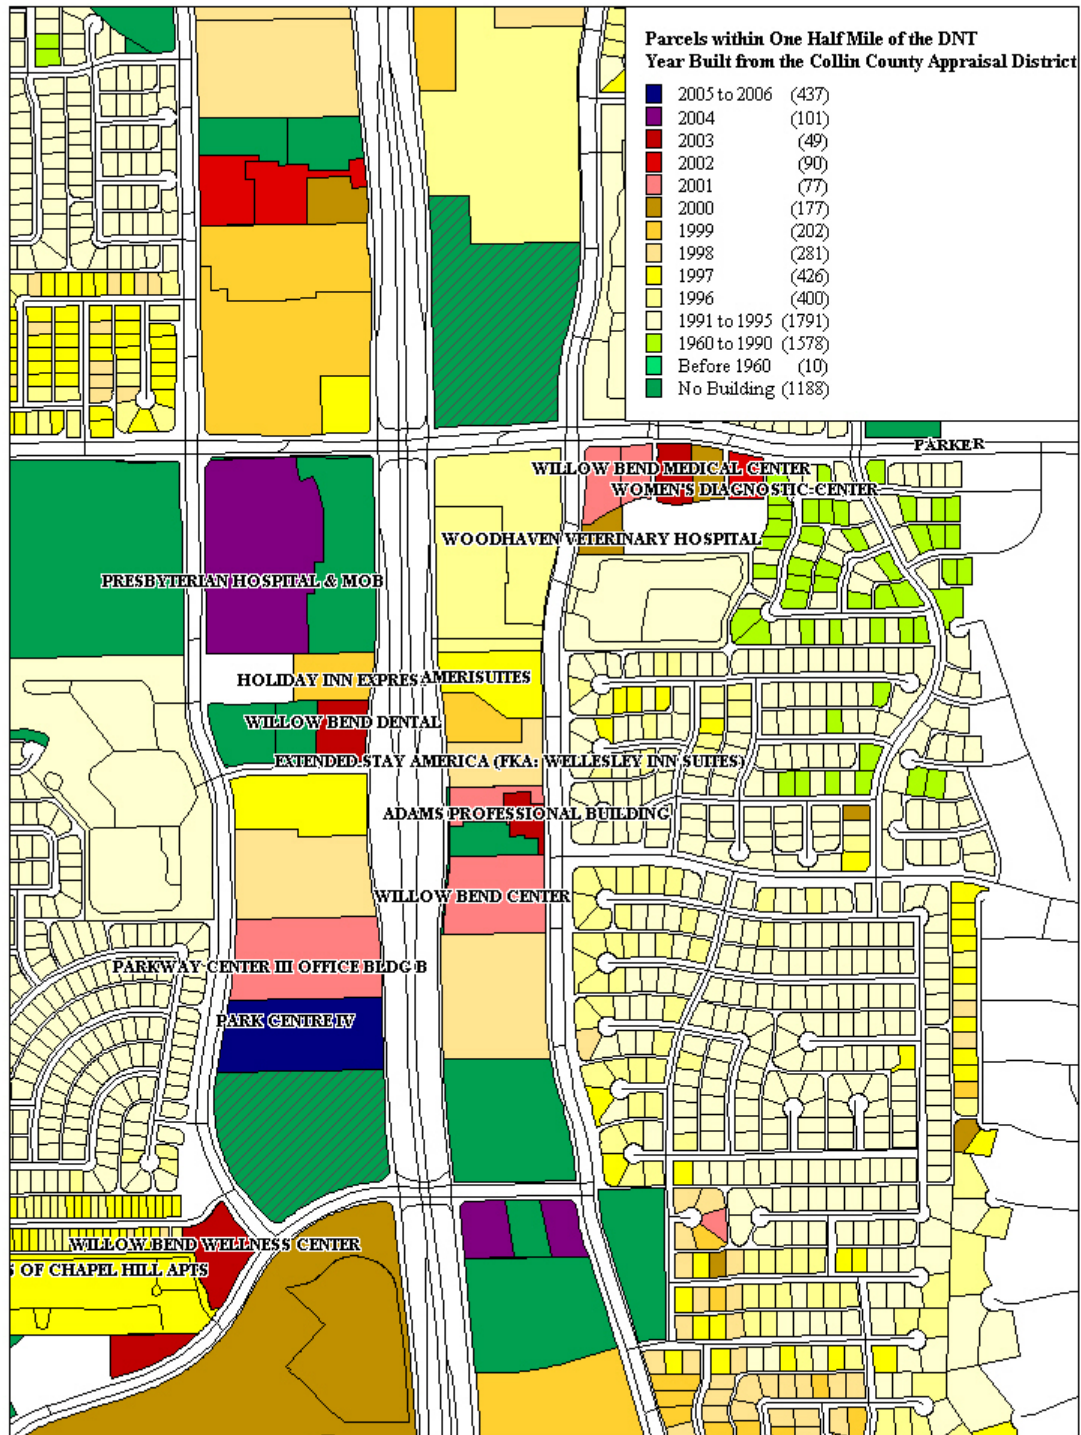 Parcels within One Half Mile of the DNT
Year Built from the Collin County Appraisal District
2005 to 2006 (437)
2004 (101)
2003 (49)
2002 (90)
2001 (77)
2000 (177)
1999 (202)
1998 (281)
1997 (426)
1996 (400)
1991 to 1995 (1791)
1960 to 1990 (1578)
Before 1960 (10)
No Building (1188)
PARKER
WILLOW BEND MEDICAL CENTER
WOMEN'S DIAGNOSTIC CENTER
WOODHAVEN VETERINARY HOSPITAL
PRESBYTERIAN HOSPITAL & MOB
HOLIDAY INN EXPRES AMERISUITES
WILLOW BEND DENTAL
EXTENDED STAY AMERICA (FKA: WELLESLEY INN SUITES)
ADAMS PROFESSIONAL BUILDING
WILLOW BEND CENTER
PARKWAY CENTER III OFFICE BLDG B
PARK CENTRE IV
WILLOW BEND WELLNESS CENTER
S OF CHAPEL HILL APTS